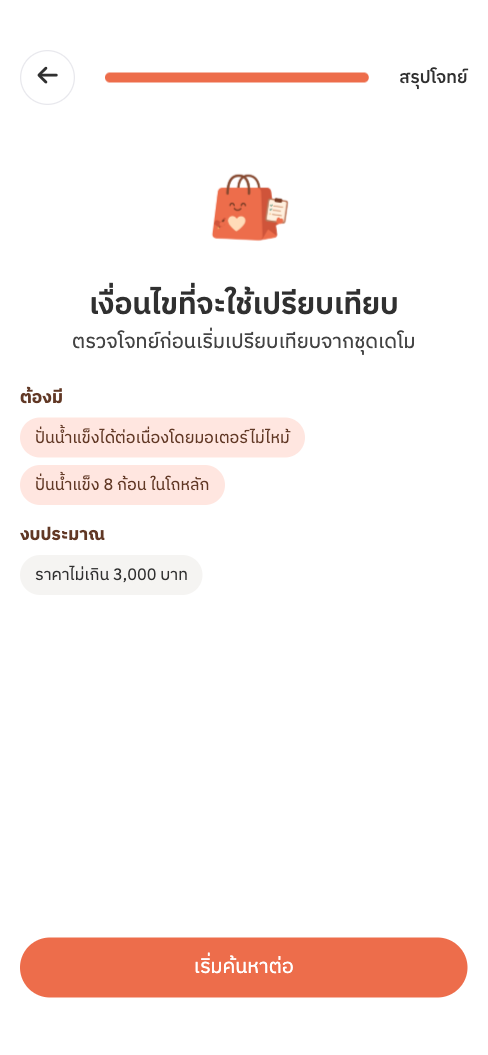 สรุปโจทย์
เงื่อนไขที่จะใช้เปรียบเทียบ
ตรวจโจทย์ก่อนเริ่มเปรียบเทียบจากชุดเดโม
ต้องมี
ปั่นน้ำแข็งได้ต่อเนื่องโดยมอเตอร์ไม่ไหม้
ปั่นน้ำแข็ง 8 ก้อน ในโถหลัก
งบประมาณ
ราคาไม่เกิน 3,000 บาท
เริ่มค้นหาต่อ